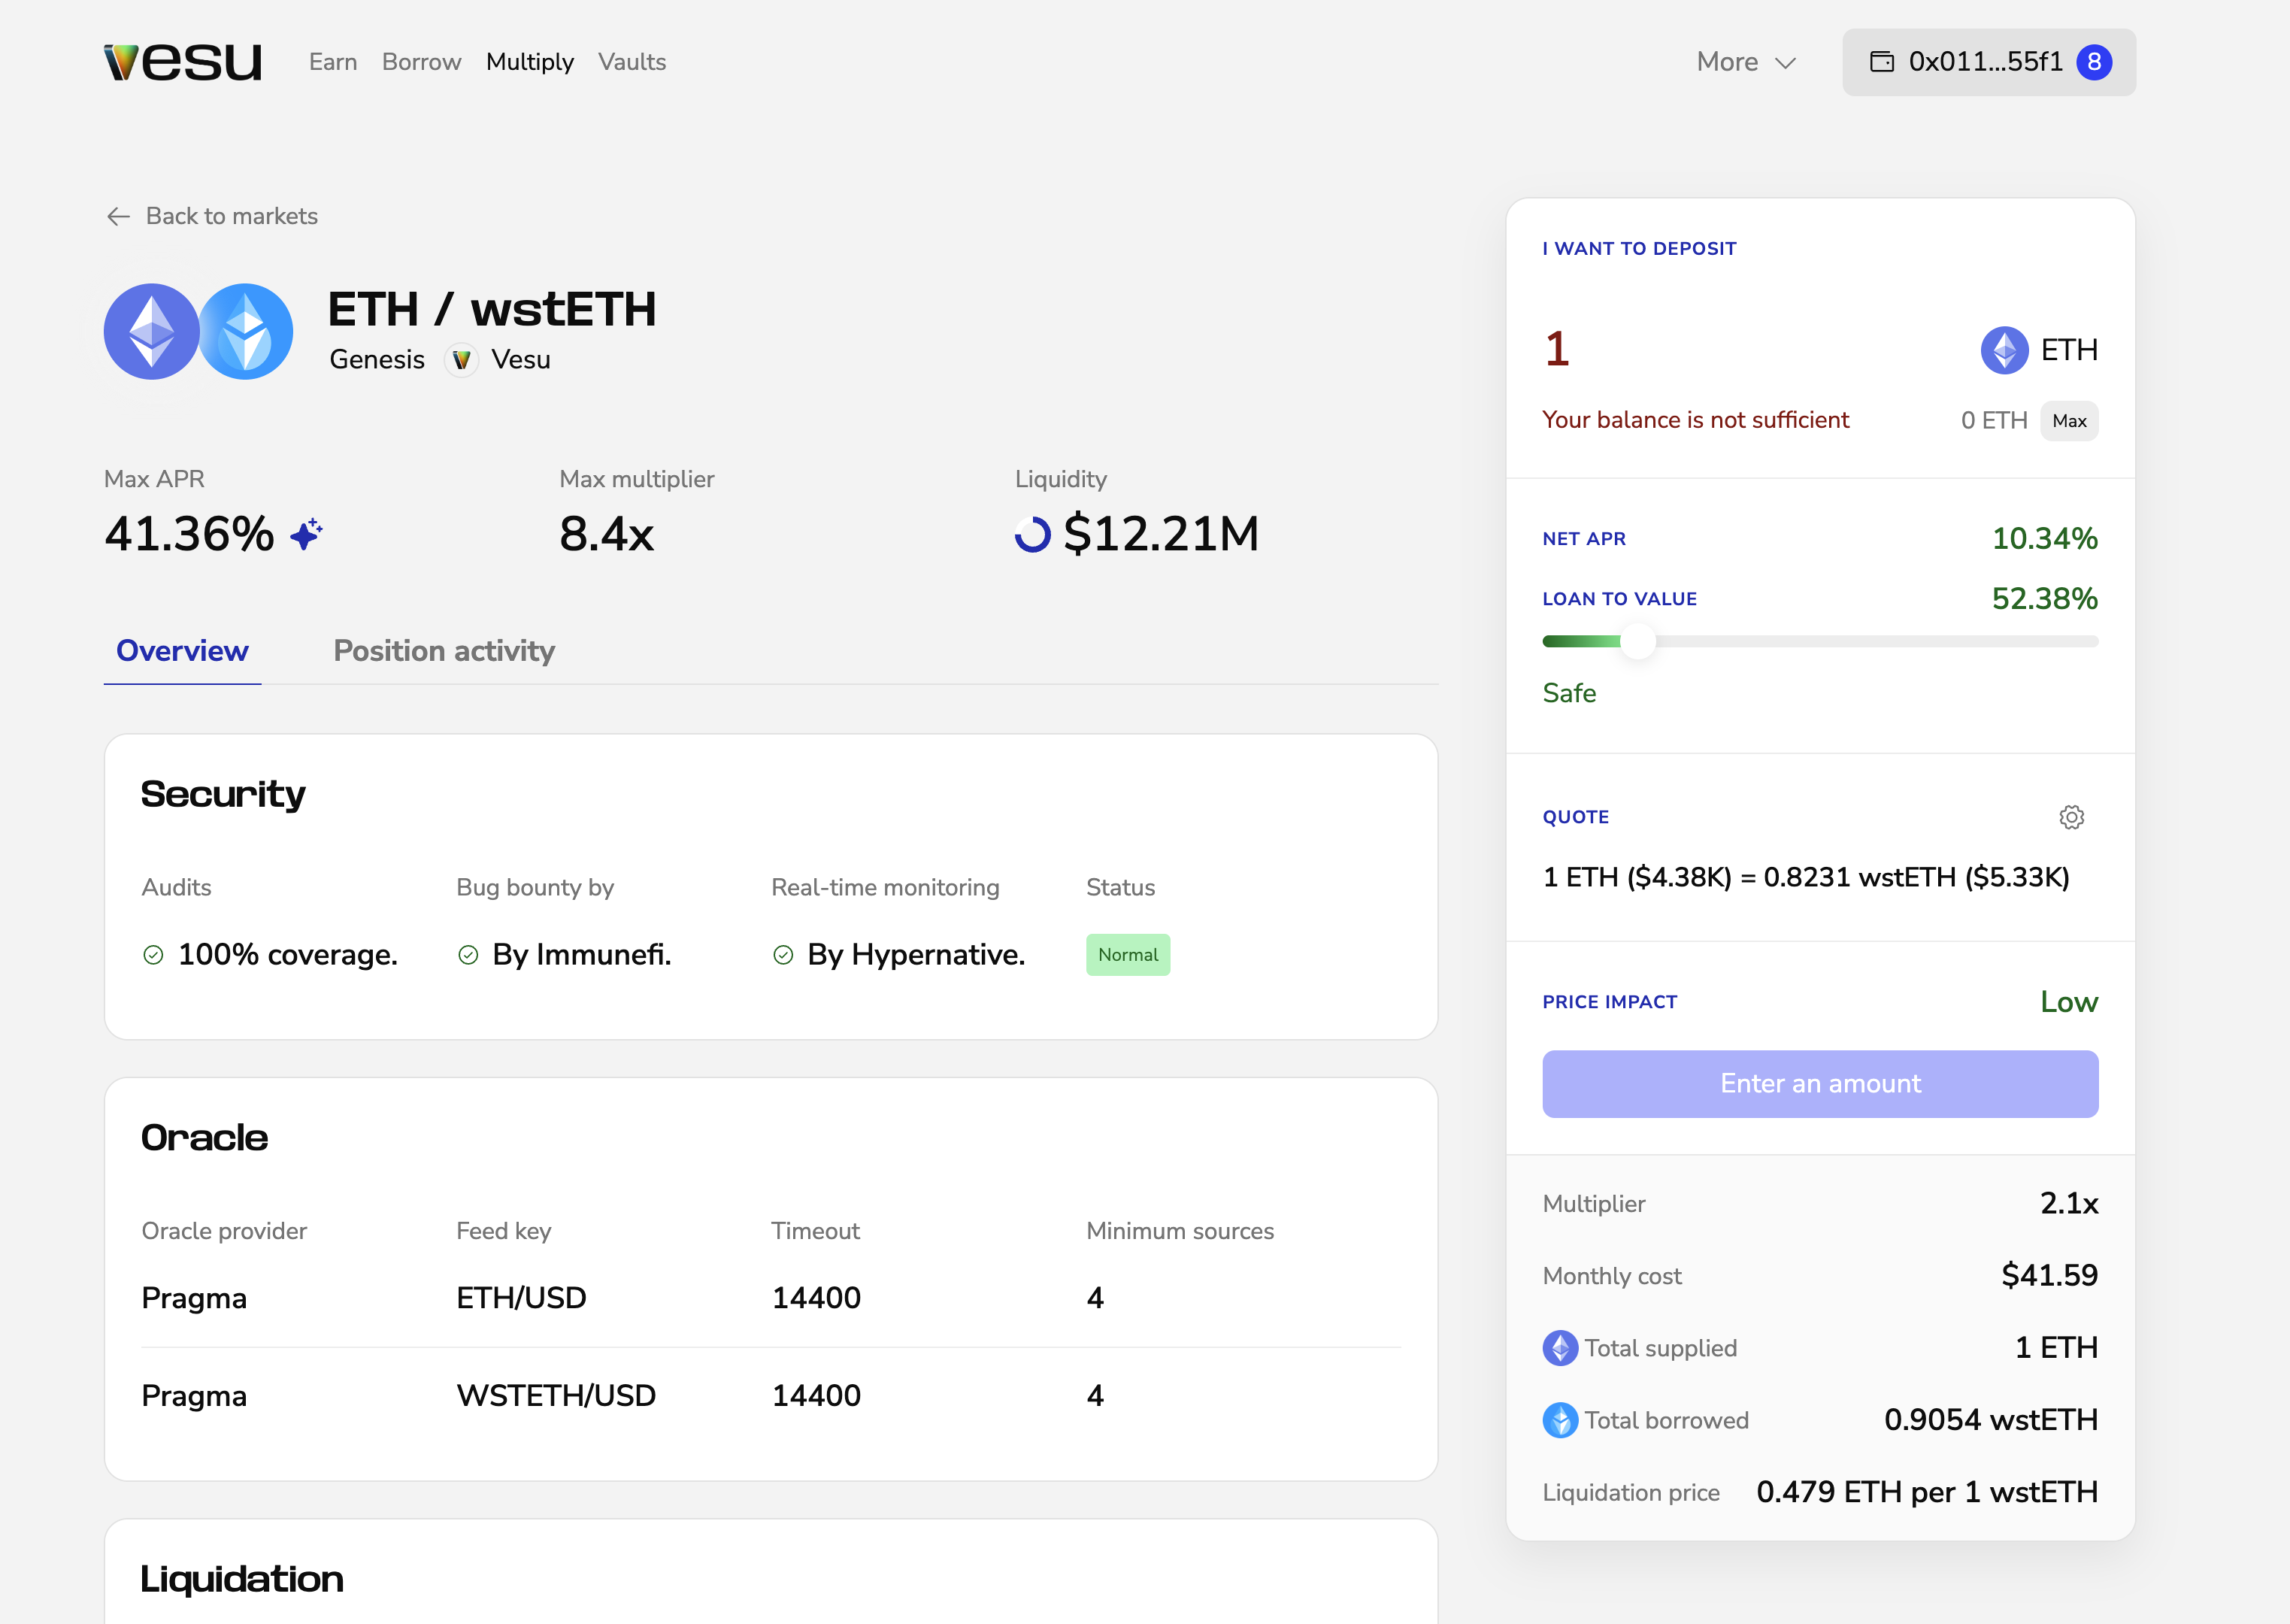 vesu Earn Borrow Multiply Vaults More 0x011...55f1 8
Back to markets
ETH / wstETH
Genesis Vesu
Max APR Max multiplier Liquidity
41.36% 8.4x $12.21M
Overview Position activity
Security
Audits Bug bounty by Real-time monitoring Status
100% coverage. By Immunefi. By Hypernative. Normal
Oracle
Oracle provider Feed key Timeout Minimum sources
Pragma ETH/USD 14400 4
Pragma WSTETH/USD 14400 4
Liquidation
I WANT TO DEPOSIT
1 ETH
Your balance is not sufficient 0 ETH Max
NET APR 10.34%
LOAN TO VALUE 52.38%
Safe
QUOTE
1 ETH ($4.38K) = 0.8231 wstETH ($5.33K)
PRICE IMPACT Low
Enter an amount
Multiplier 2.1x
Monthly cost $41.59
Total supplied 1 ETH
Total borrowed 0.9054 wstETH
Liquidation price 0.479 ETH per 1 wstETH